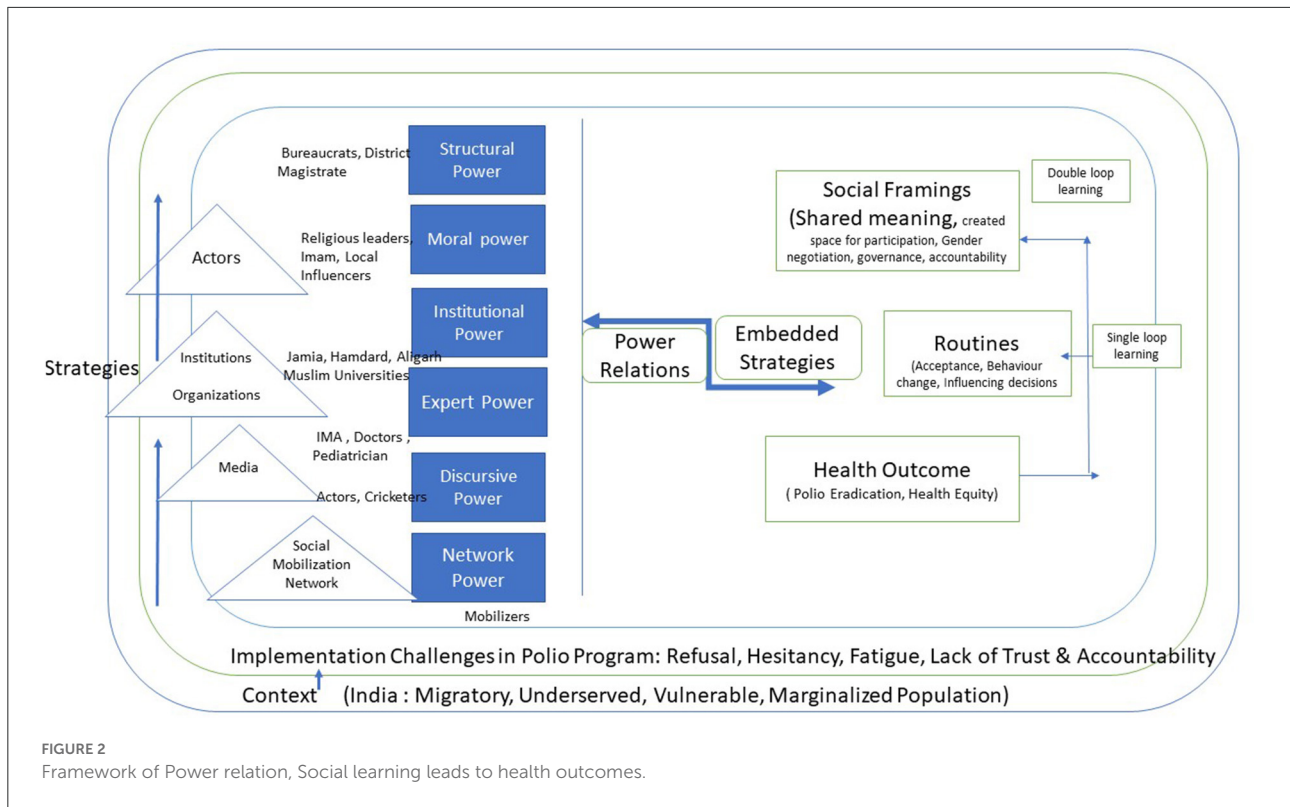 Bureaucrats, District
Magistrate
Structural
Power
Actors
Religious leaders,
Imam, Local
Influencers
Moral power
Strategies
Institutions
Organizations
Jamia, Hamdard, Aligarh
Muslim Universities
Institutional
Power
Expert Power
Media
IMA , Doctors ,
Pediatrician
Actors, Cricketers
Discursive
Power
Social
Mobilization
Network
Network
Power
Mobilizers
Power
Relations
Embedded
Strategies
Social Framings
(Shared meaning, created
space for participation, Gender
negotiation, governance, accountability
Double loop
learning
Routines
(Acceptance, Behaviour
change, Influencing decisions
Single loop
learning
Health Outcome
( Polio Eradication, Health Equity)
Implementation Challenges in Polio Program: Refusal, Hesitancy, Fatigue, Lack of Trust & Accountability
Context (India : Migratory, Underserved, Vulnerable, Marginalized Population)
FIGURE 2
Framework of Power relation, Social learning leads to health outcomes.